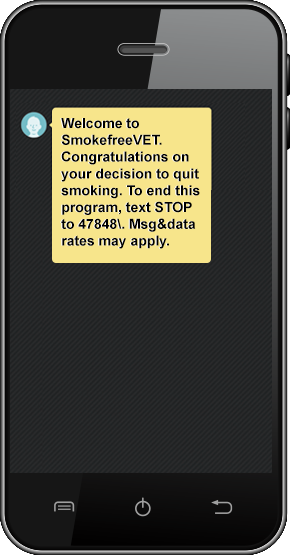 Welcome to
SmokefreeVET.
Congratulations on
your decision to quit
smoking. To end this
program, text STOP
to 47848\. Msg&data
rates may apply.